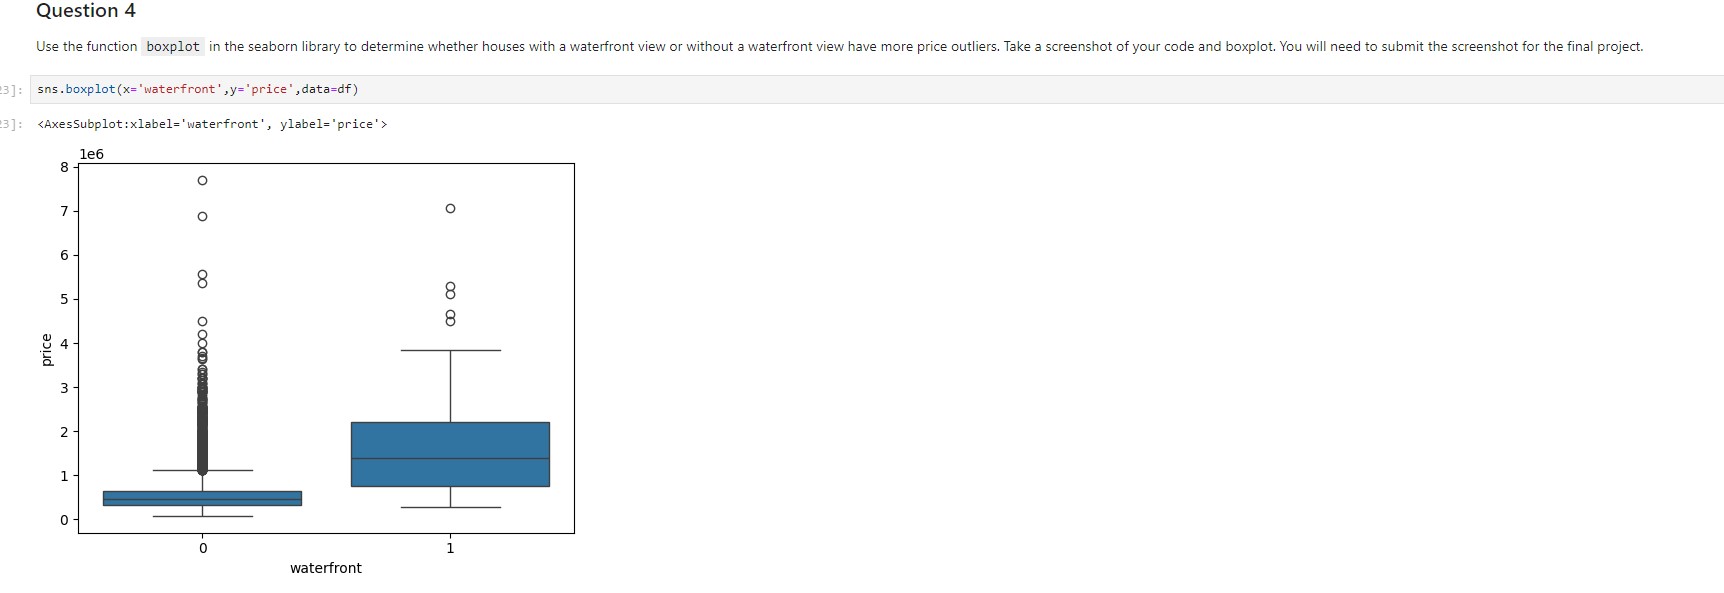 Question 4
Use the function boxplot in the seaborn library to determine whether houses with a waterfront view or without a waterfront view have more price outliers. Take a screenshot of your code and boxplot. You will need to submit the screenshot for the final project.
3]: sns.boxplot(x='waterfront',y='price',data=df)
3]: <AxesSubplot:xlabel='waterfront', ylabel='price'>
1e6
8
7
6
5
4
3
2
1
0
price
0 1
waterfront